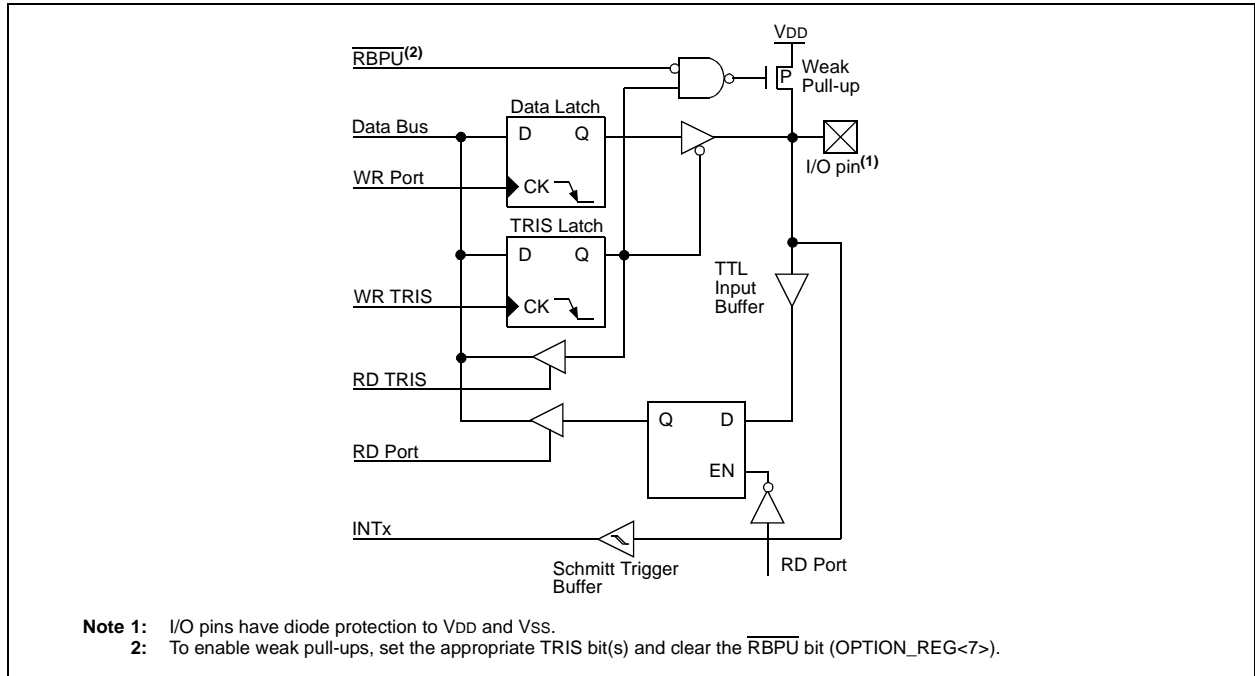 VDD
RBPU(2)
Weak
Pull-up
P
Data Latch
Data Bus
D Q
I/O pin(1)
WR Port
CK
TRIS Latch
D Q
TTL
Input
Buffer
WR TRIS
CK
RD TRIS
Q D
RD Port
EN
INTx
Schmitt Trigger
Buffer
RD Port
Note 1: I/O pins have diode protection to VDD and VSS.
2: To enable weak pull-ups, set the appropriate TRIS bit(s) and clear the RBPU bit (OPTION_REG<7>).